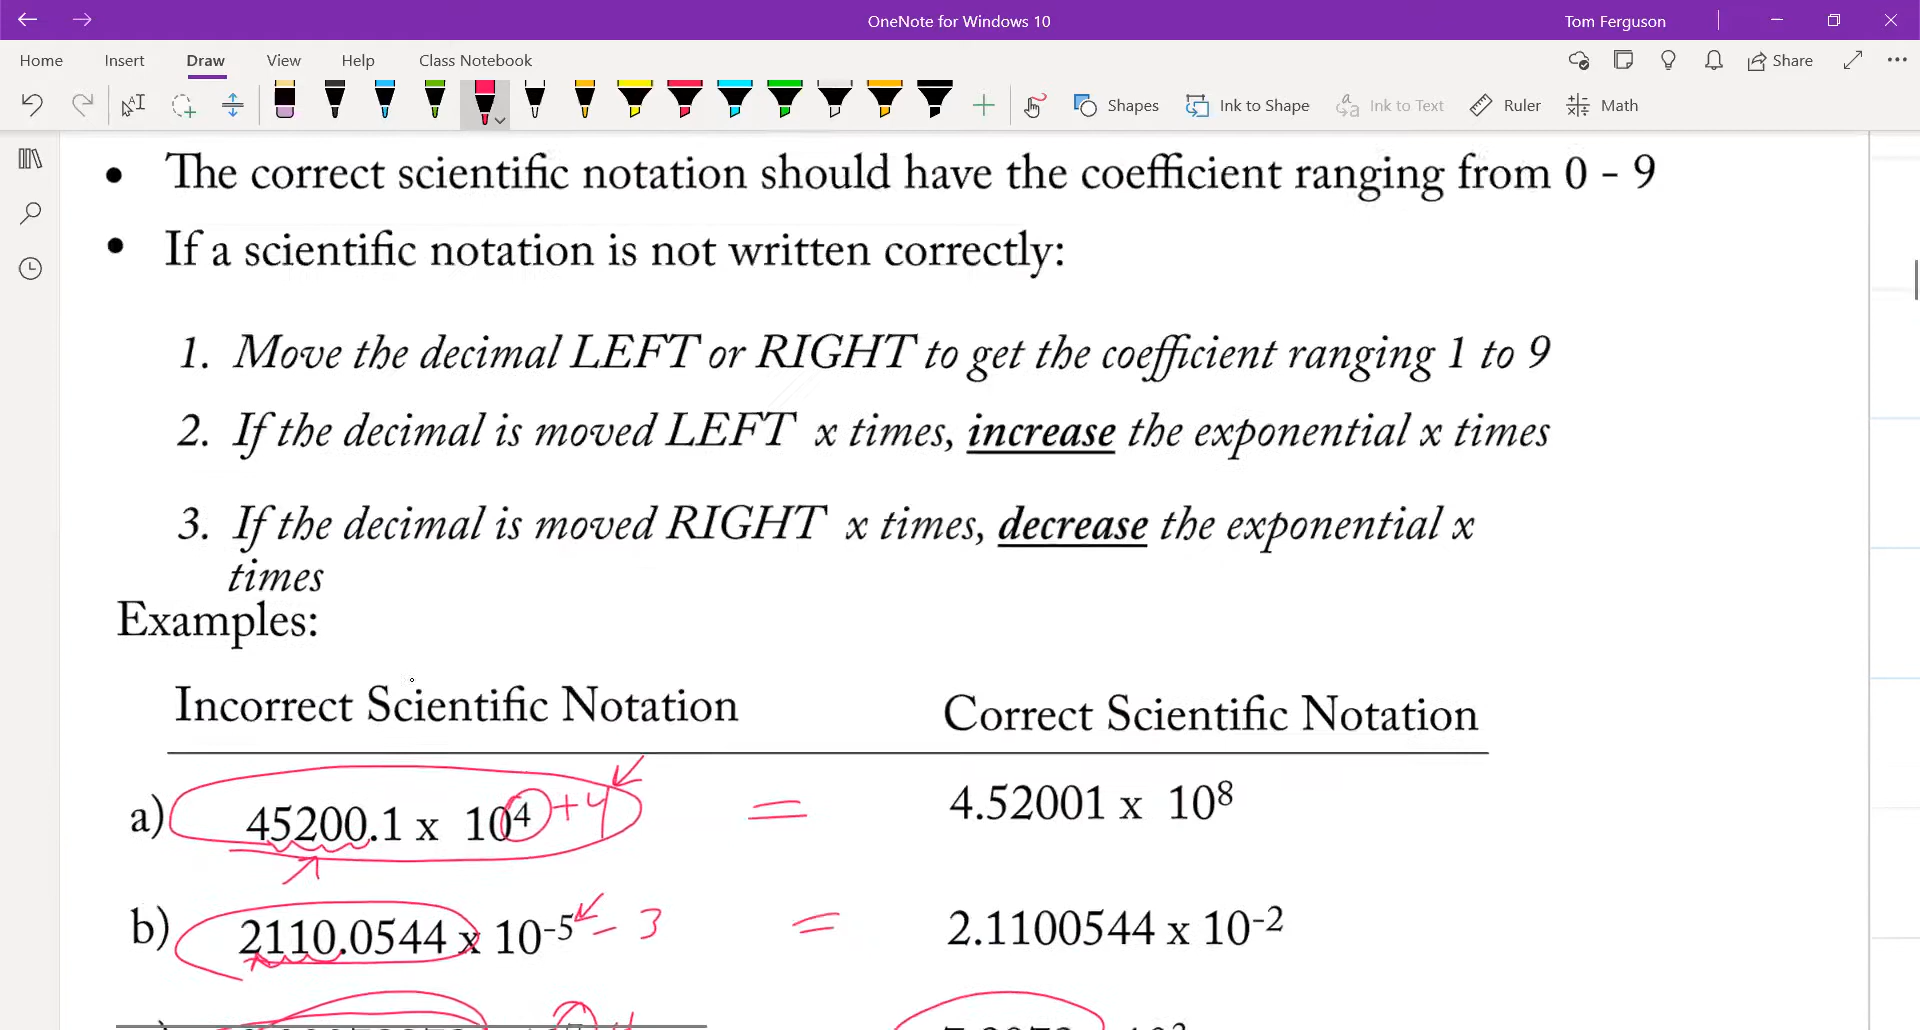 OneNote for Windows 10
Tom Ferguson
Home Insert Draw View Help Class Notebook
Share
Shapes Ink to Shape Ink to Text Ruler Math
• The correct scientific notation should have the coefficient ranging from 0 - 9
• If a scientific notation is not written correctly:
1. Move the decimal LEFT or RIGHT to get the coefficient ranging 1 to 9
2. If the decimal is moved LEFT x times, increase the exponential x times
3. If the decimal is moved RIGHT x times, decrease the exponential x
times
Examples:
Incorrect Scientific Notation Correct Scientific Notation
a) 45200.1 x 10⁴ +4 = 4.52001 x 10⁸
b) 2110.0544 x 10⁻⁵ - 3 = 2.1100544 x 10⁻²